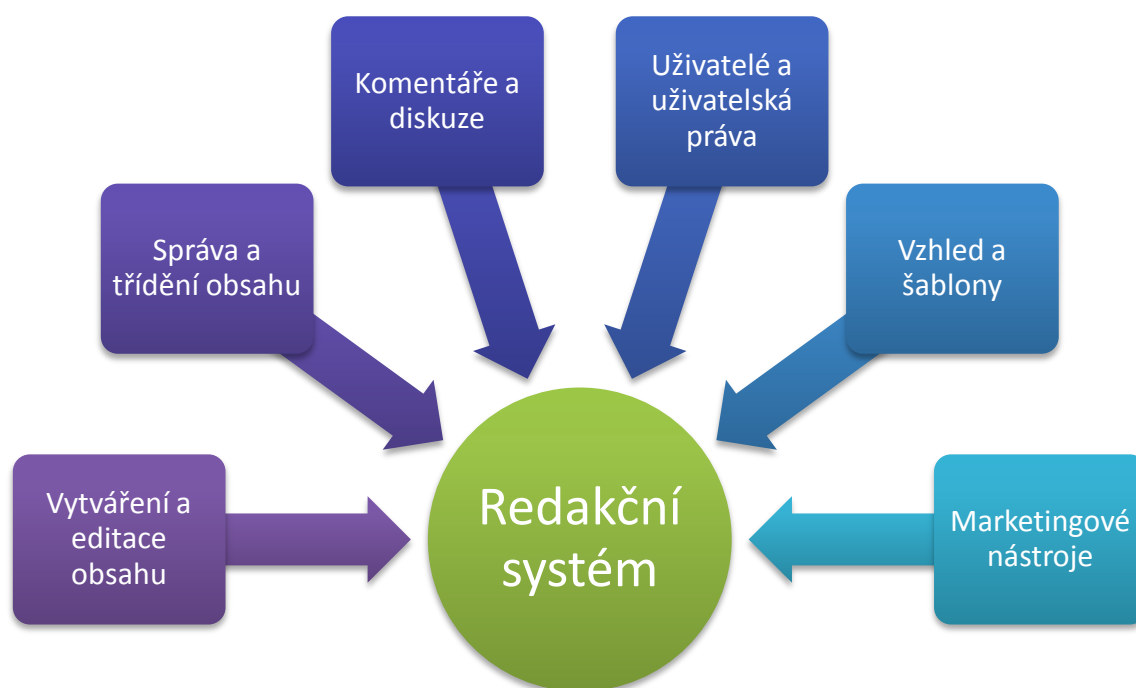 Komentáře a
diskuze
Uživatelé a
uživatelská
práva
Správa a
třídění obsahu
Vzhled a
šablony
Vytváření a
editace
obsahu
Redakční
systém
Marketingové
nástroje